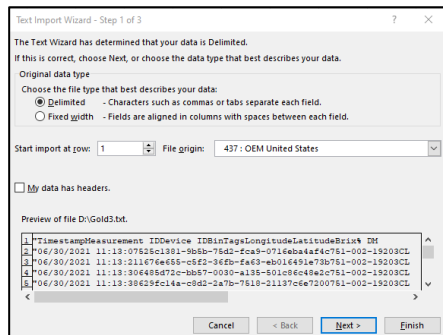 Text Import Wizard - Step 1 of 3 ? ×
The Text Wizard has determined that your data is Delimited.
If this is correct, choose Next, or choose the data type that best describes your data.
Original data type
Choose the file type that best describes your data:
Delimited - Characters such as commas or tabs separate each field.
Fixed width - Fields are aligned in columns with spaces between each field.
Start import at row: 1 File origin: 437 : OEM United States
My data has headers.
Preview of file D:\Gold3.txt.
1 "TimestampMeasurement IDDevice IDBinTagsLongitudeLatitudeBrix% DM
2 "06/30/2021 11:13:07525c1381-9b5b-75d2-fca9-0716eba4af4c751-002-19203CL
3 "06/30/2021 11:13:211676e655-c5f2-36fb-fa63-eb016491e73b751-002-19203CL
4 "06/30/2021 11:13:306485d72c-bb57-0030-a135-501c86c48e2c751-002-19203CL
5 "06/30/2021 11:13:38629fc14a-c8d2-2a7b-7518-21137c6e7200751-002-19203CL
Cancel < Back Next > Finish